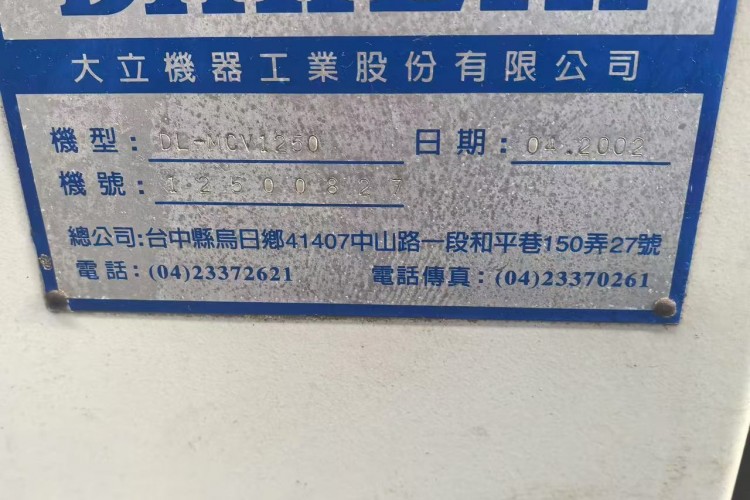 大立機器工業股份有限公司
機型: DL-MCV1250 日期: 04.2002
機號: 12500827
總公司:台中縣烏日鄉41407中山路一段和平巷150弄27號
電話: (04)23372621 電話傳真: (04)23370261